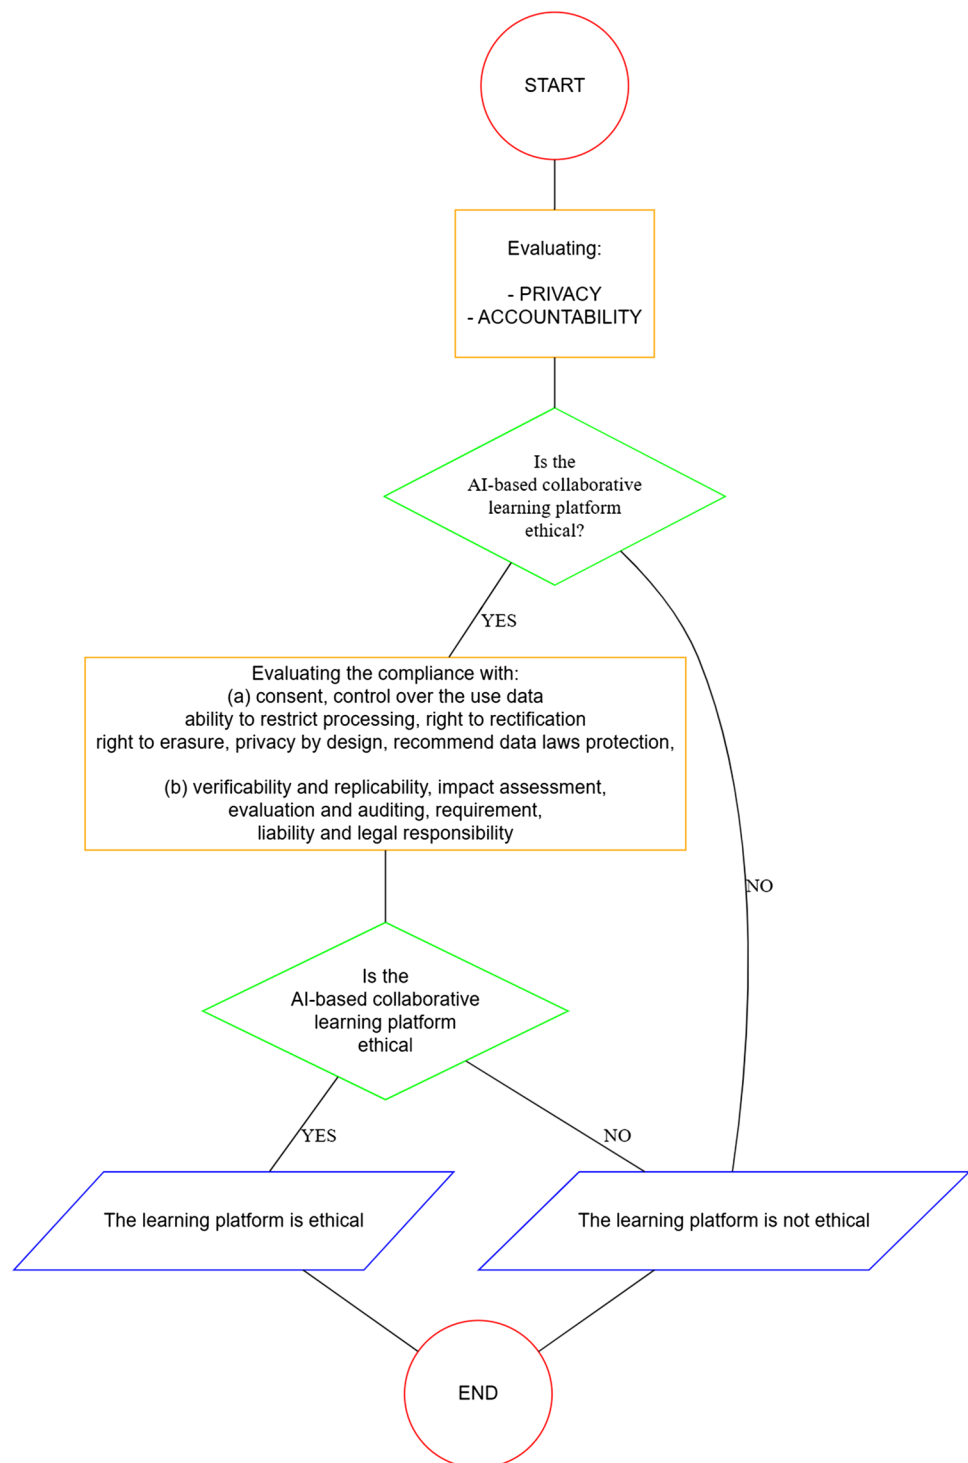 START
Evaluating:
- PRIVACY
- ACCOUNTABILITY
Is the
AI-based collaborative
learning platform
ethical?
YES
Evaluating the compliance with:
(a) consent, control over the use data
ability to restrict processing, right to rectification
right to erasure, privacy by design, recommend data laws protection,
(b) verificability and replicability, impact assessment,
evaluation and auditing, requirement,
liability and legal responsibility
NO
Is the
AI-based collaborative
learning platform
ethical
YES
NO
The learning platform is ethical
The learning platform is not ethical
END